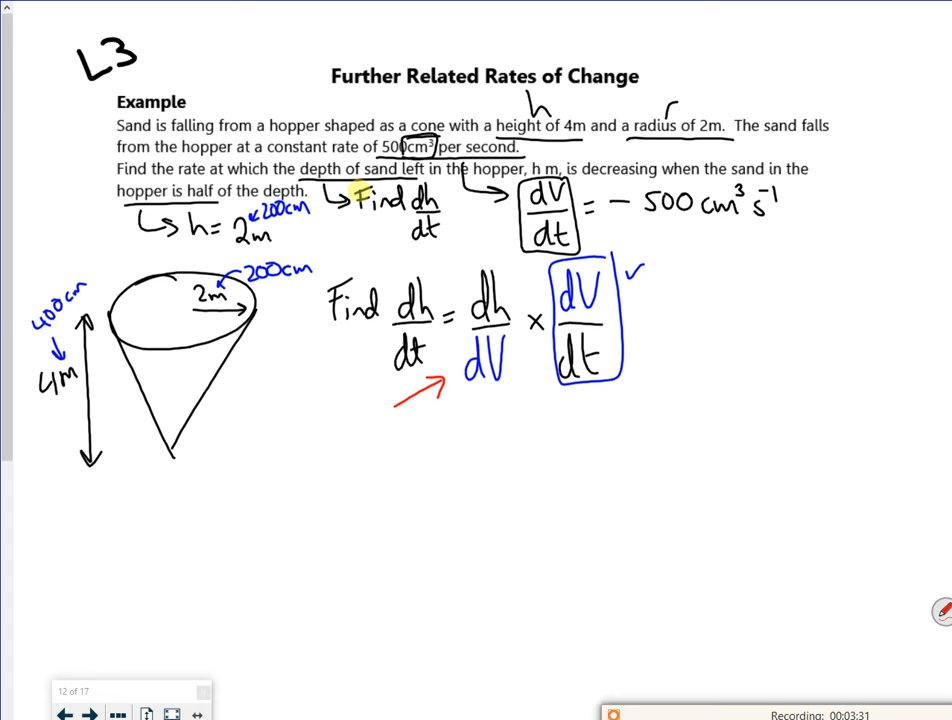 L3
Further Related Rates of Change
Example
h r
Sand is falling from a hopper shaped as a cone with a height of 4m and a radius of 2m. The sand falls
from the hopper at a constant rate of 500cm³ per second.
Find the rate at which the depth of sand left in the hopper, h m, is decreasing when the sand in the
hopper is half of the depth.
Find dh/dt
dV/dt = - 500 cm³ s⁻¹
h = 2m
200cm
200cm
2m
400cm
4m
Find dh/dt = dh/dV × dV/dt ✓
12 of 17
Recording: 00:03:31